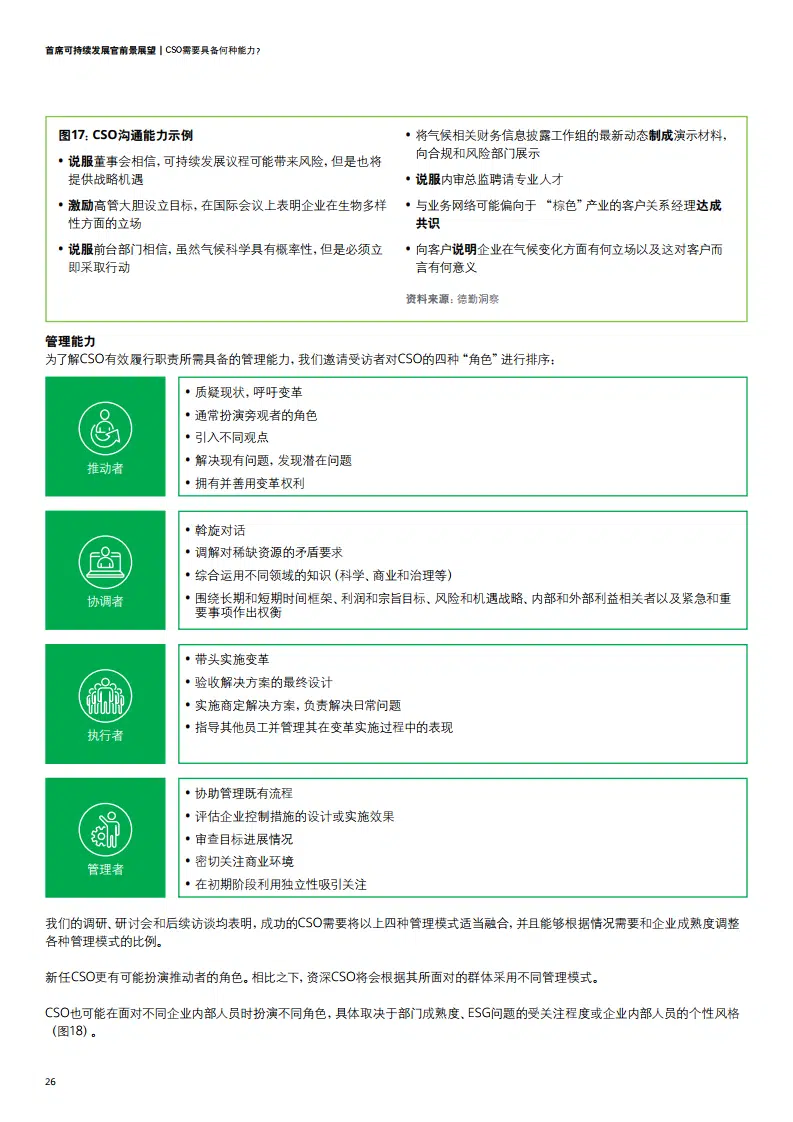 首席可持续发展官前景展望 | CSO需要具备何种能力?
图17: CSO沟通能力示例
• 说服董事会相信, 可持续发展议程可能带来风险, 但是也将
提供战略机遇
• 激励高管大胆设立目标, 在国际会议上表明企业在生物多样
性方面的立场
• 说服前台部门相信, 虽然气候科学具有概率性, 但是必须立
即采取行动
• 将气候相关财务信息披露工作组的最新动态制成演示材料,
向合规和风险部门展示
• 说服内审总监聘请专业人才
• 与业务网络可能偏向于 “棕色” 产业的客户关系经理达成
共识
• 向客户说明企业在气候变化方面有何立场以及这对客户而
言有何意义
资料来源: 德勤洞察
管理能力
为了解CSO有效履行职责所需具备的管理能力, 我们邀请受访者对CSO的四种 “角色” 进行排序:
推动者
• 质疑现状, 呼吁变革
• 通常扮演旁观者的角色
• 引入不同观点
• 解决现有问题, 发现潜在问题
• 拥有并善用变革权利
协调者
• 斡旋对话
• 调解对稀缺资源的矛盾要求
• 综合运用不同领域的知识 (科学、商业和治理等)
• 围绕长期和短期时间框架、利润和宗旨目标、风险和机遇战略、内部和外部利益相关者以及紧急和重
要事项作出权衡
执行者
• 带头实施变革
• 验收解决方案的最终设计
• 实施商定解决方案, 负责解决日常问题
• 指导其他员工并管理其在变革实施过程中的表现
管理者
• 协助管理既有流程
• 评估企业控制措施的设计或实施效果
• 审查目标进展情况
• 密切关注商业环境
• 在初期阶段利用独立性吸引关注
我们的调研、研讨会和后续访谈均表明, 成功的CSO需要将以上四种管理模式适当融合, 并且能够根据情况需要和企业成熟度调整
各种管理模式的比例。
新任CSO更有可能扮演推动者的角色。相比之下, 资深CSO将会根据其所面对的群体采用不同管理模式。
CSO也可能在面对不同企业内部人员时扮演不同角色, 具体取决于部门成熟度、ESG问题的受关注程度或企业内部人员的个性风格
(图18) 。
26